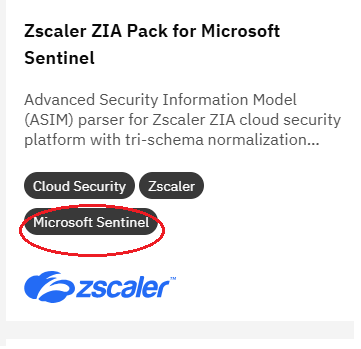 Zscaler ZIA Pack for Microsoft
Sentinel
Advanced Security Information Model
(ASIM) parser for Zscaler ZIA cloud security
platform with tri-schema normalization...
Cloud Security Zscaler
Microsoft Sentinel
zscaler™